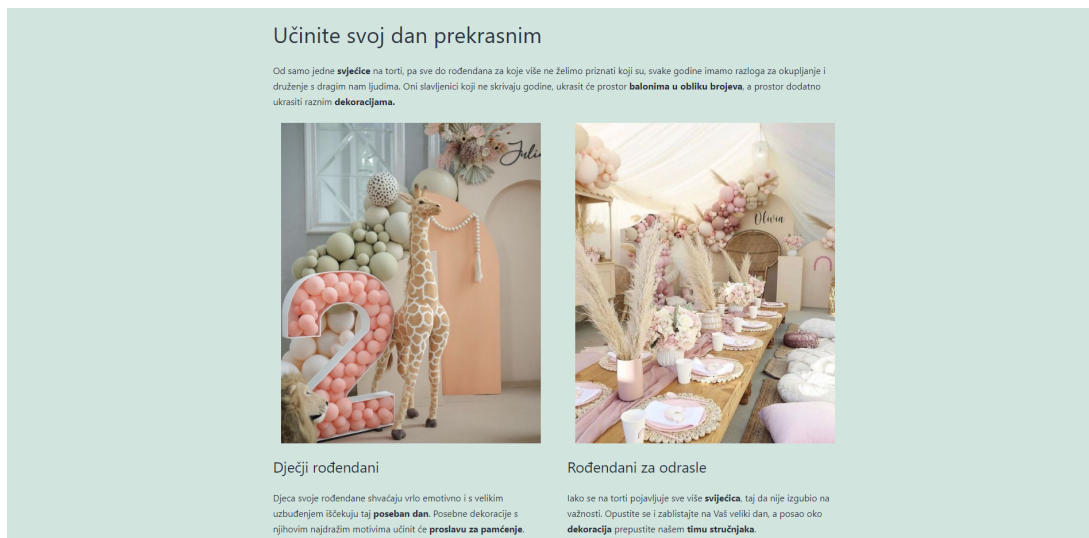 Učinite svoj dan prekrasnim
Od samo jedne svjećice na torti, pa sve do rođendana za koje više ne želimo priznati koji su, svake godine imamo razloga za okupljanje i
druženje s dragim nam ljudima. Oni slavljenici koji ne skrivaju godine, ukrasit će prostor balonima u obliku brojeva, a prostor dodatno
ukrasiti raznim dekoracijama.
Julia
2
Olivia
Dječji rođendani
Djeca svoje rođendane shvaćaju vrlo emotivno i s velikim
uzbuđenjem iščekuju taj poseban dan. Posebne dekoracije s
njihovim najdražim motivima učinit će proslavu za pamćenje.
Rođendani za odrasle
Iako se na torti pojavljuje sve više svijećica, taj da nije izgubio na
važnosti. Opustite se i zablistajte na Vaš veliki dan, a posao oko
dekoracija prepustite našem timu stručnjaka.